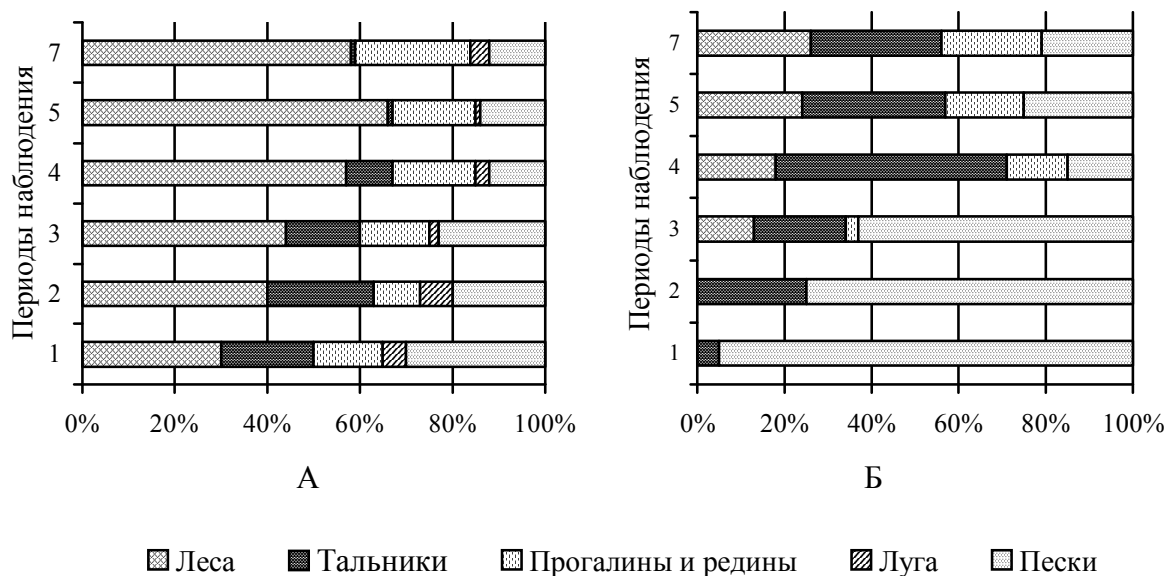 Периоды наблюдения
7
5
4
3
2
1
0% 20% 40% 60% 80% 100%
А
Периоды наблюдения
7
5
4
3
2
1
0% 20% 40% 60% 80% 100%
Б
Леса Тальники Прогалины и редины Луга Пески